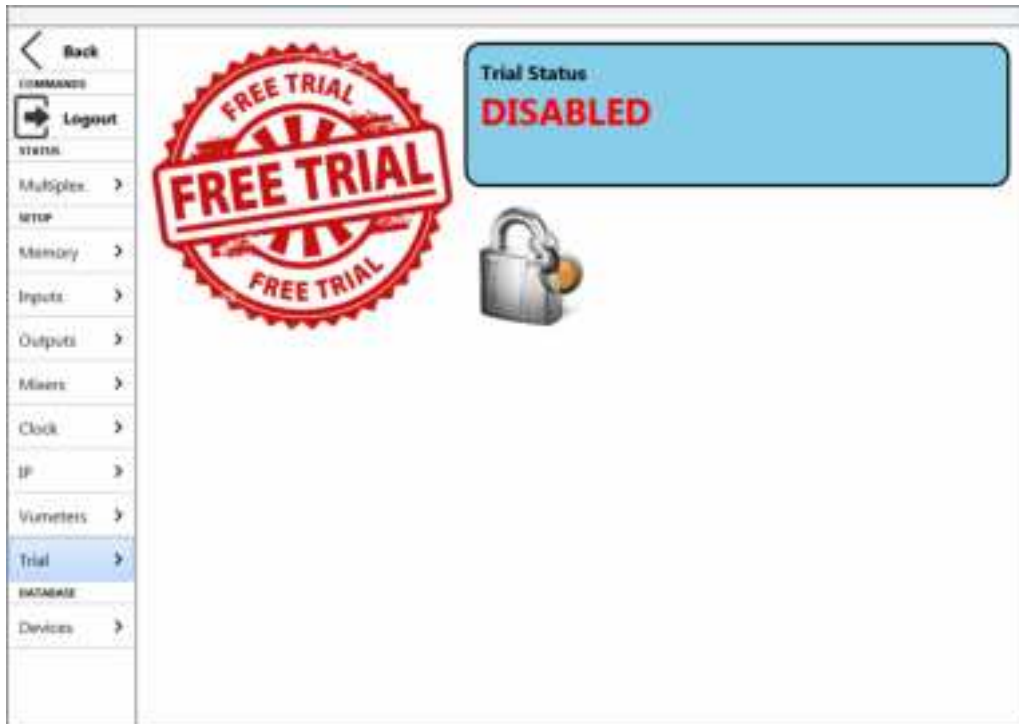 Back
COMMANDS
Logout
STATUS
Multiplex
SETUP
Memory
Inputs
Outputs
Mixers
Clock
IP
Vumeters
Trial
DATABASE
Devices
FREE TRIAL
FREE TRIAL
FREE TRIAL
Trial Status
DISABLED